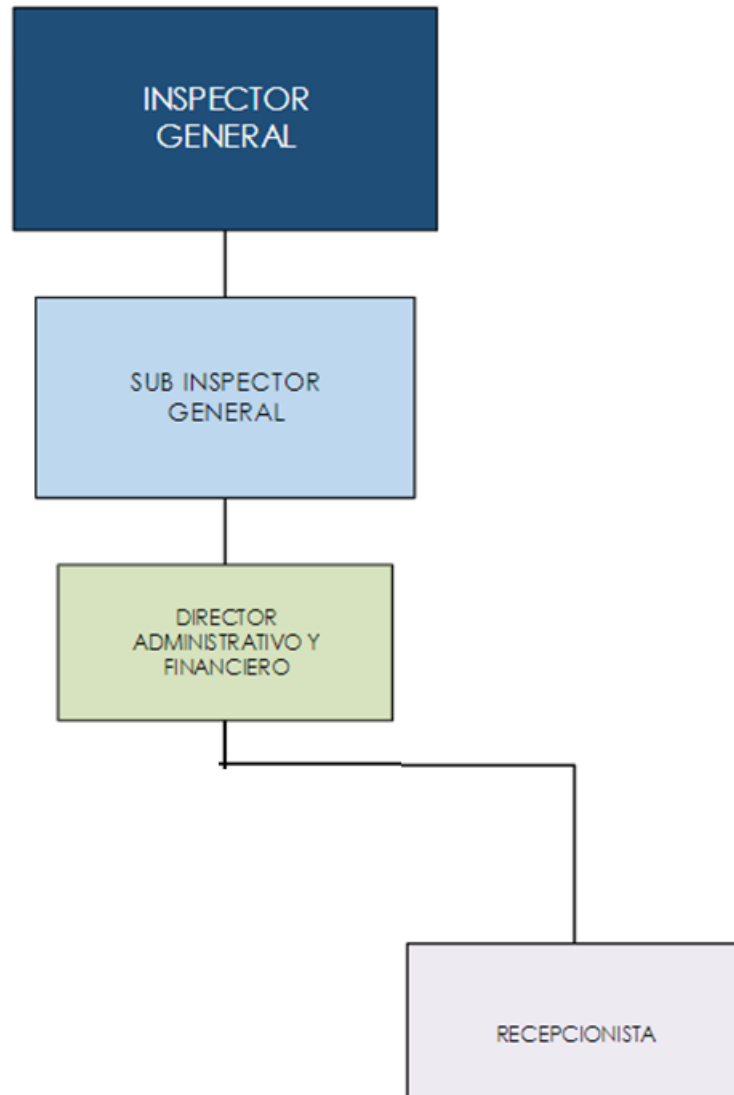 INSPECTOR
GENERAL
SUB INSPECTOR
GENERAL
DIRECTOR
ADMINISTRATIVO Y
FINANCIERO
RECEPCIONISTA